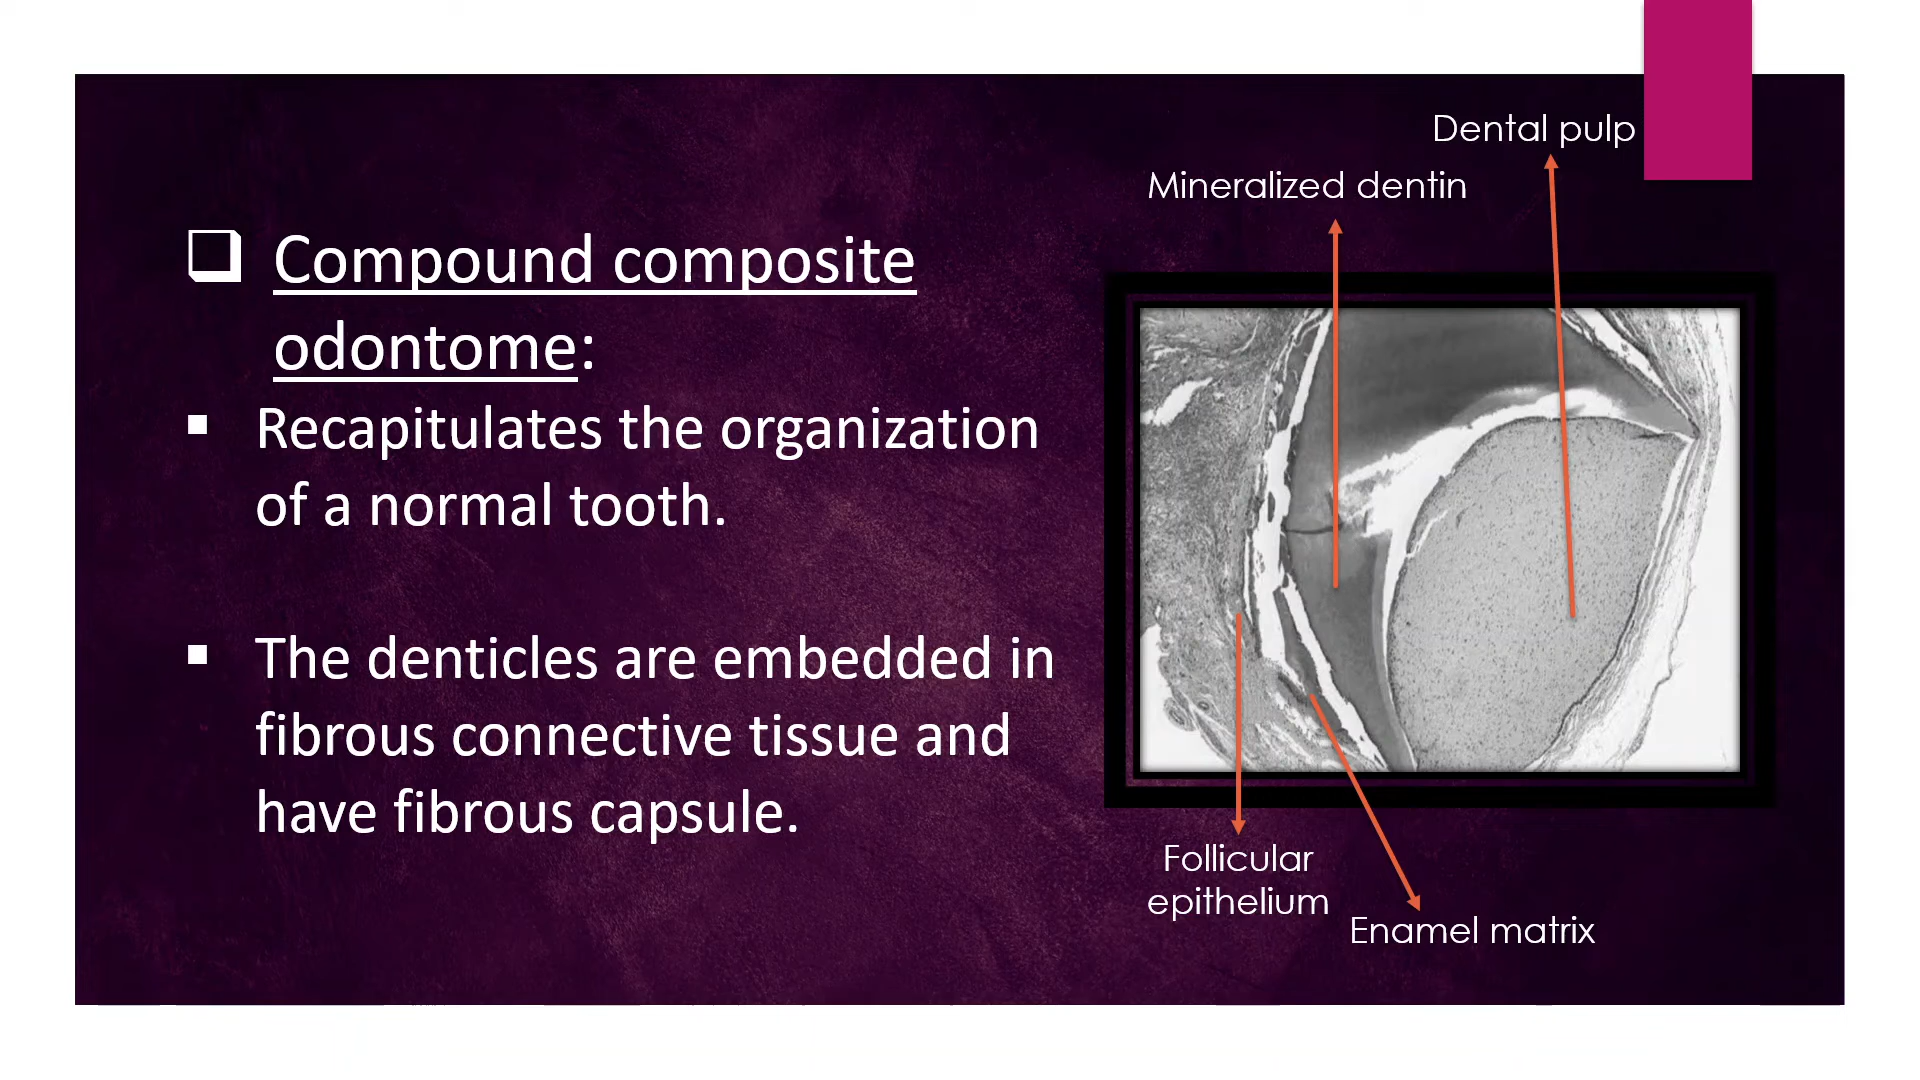 Dental pulp
Mineralized dentin
❑ Compound composite
odontome:
▪ Recapitulates the organization
of a normal tooth.
▪ The denticles are embedded in
fibrous connective tissue and
have fibrous capsule.
Follicular
epithelium
Enamel matrix